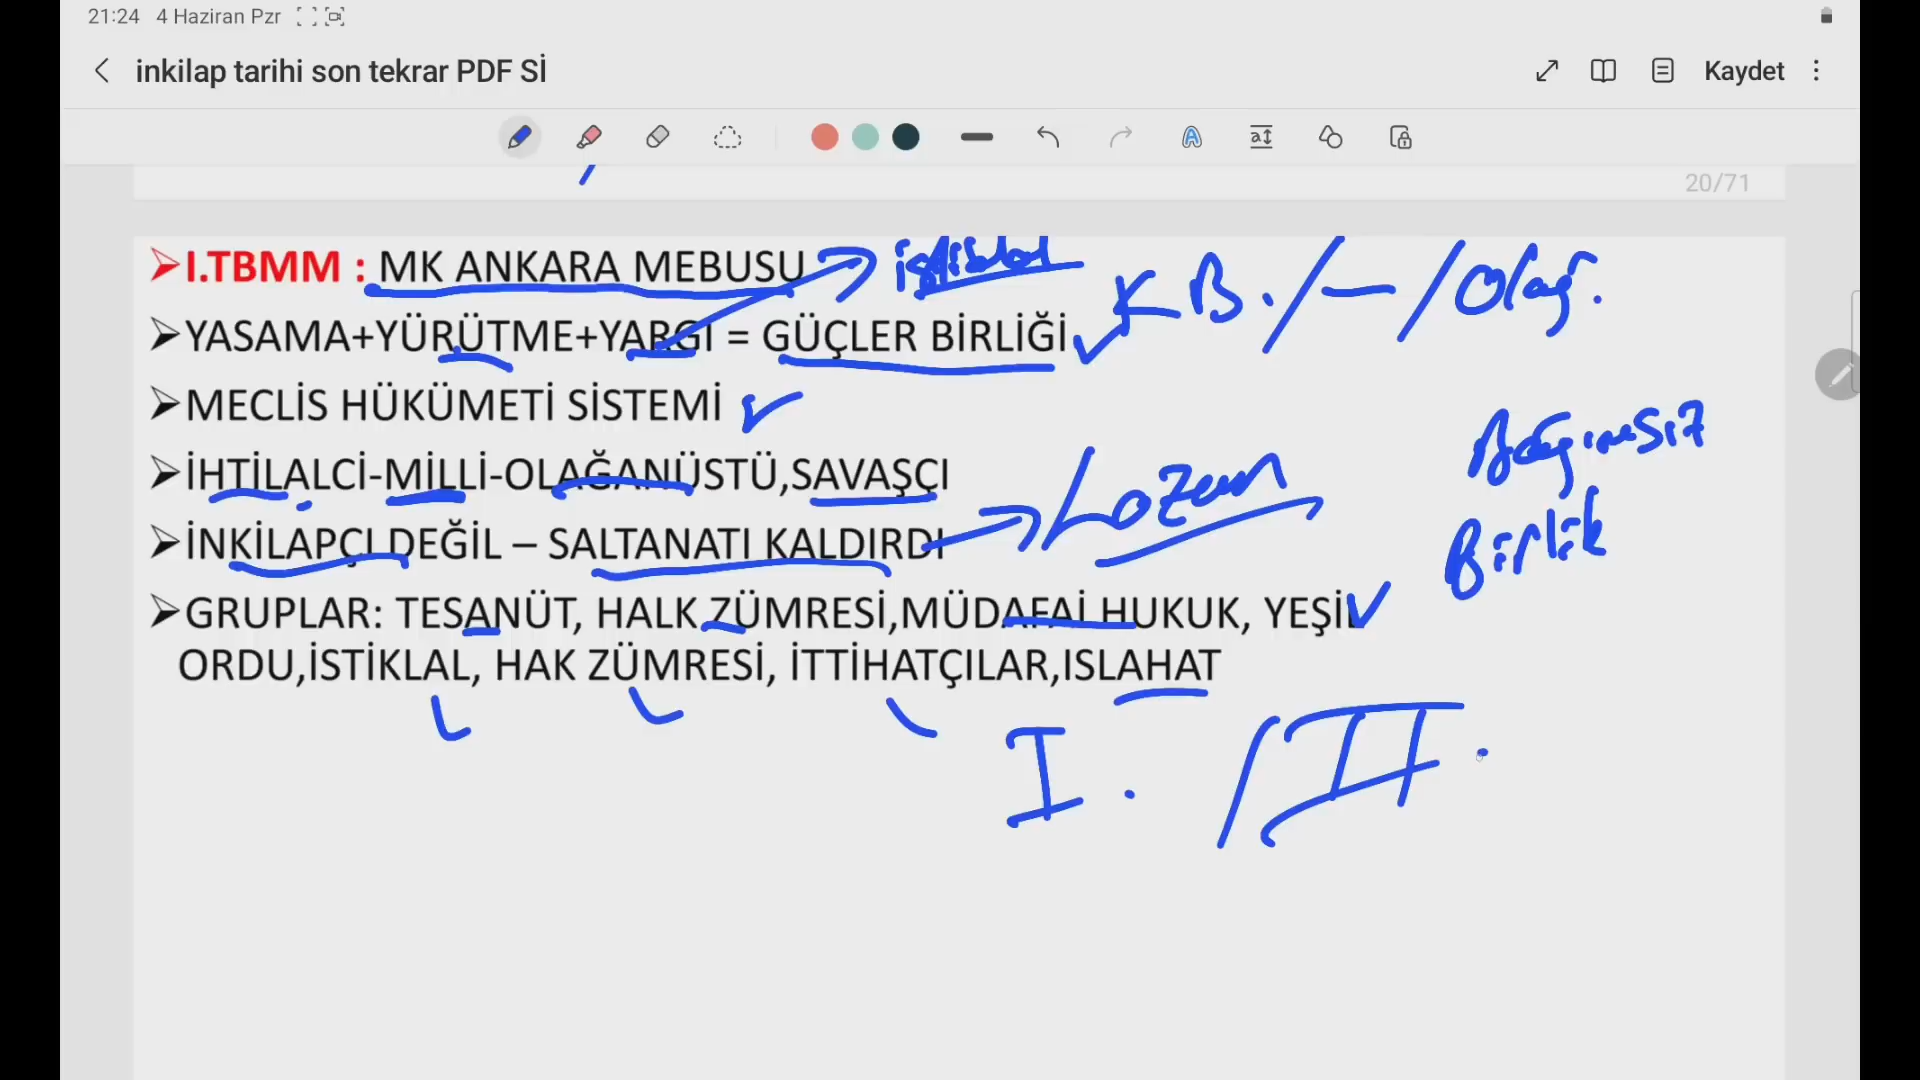 21:24 4 Haziran Pzr
inkilap tarihi son tekrar PDF Sİ
Kaydet
20/71
➢I.TBMM : MK ANKARA MEBUSU
istiklal
K B. / — / Olağ.
➢YASAMA+YÜRÜTME+YARGI = GÜÇLER BİRLİĞİ
➢MECLİS HÜKÜMETİ SİSTEMİ
Bağımsız
➢İHTİLALCİ-MİLLİ-OLAĞANÜSTÜ,SAVAŞÇI
Lozan
Birlik
➢İNKİLAPÇI DEĞİL – SALTANATI KALDIRDI
➢GRUPLAR: TESANÜT, HALK ZÜMRESİ,MÜDAFAİ HUKUK, YEŞİL
ORDU,İSTİKLAL, HAK ZÜMRESİ, İTTİHATÇILAR,ISLAHAT
I. / II.